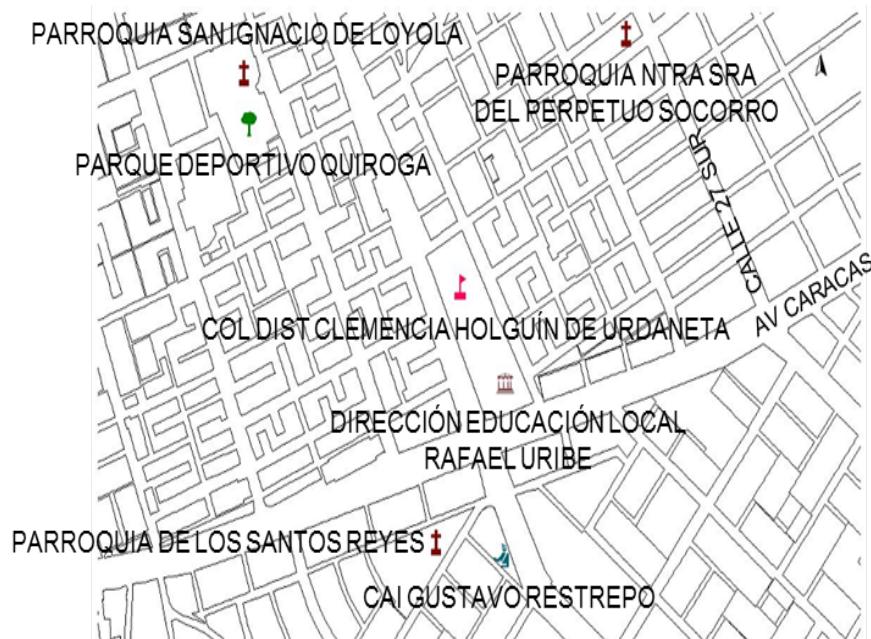 PARROQUIA SAN IGNACIO DE LOYOLA
PARROQUIA NTRA SRA
DEL PERPETUO SOCORRO
PARQUE DEPORTIVO QUIROGA
CALLE 27 SUR
AV CARACAS
COL DIST CLEMENCIA HOLGUÍN DE URDANETA
DIRECCIÓN EDUCACIÓN LOCAL
RAFAEL URIBE
PARROQUIA DE LOS SANTOS REYES
CAI GUSTAVO RESTREPO